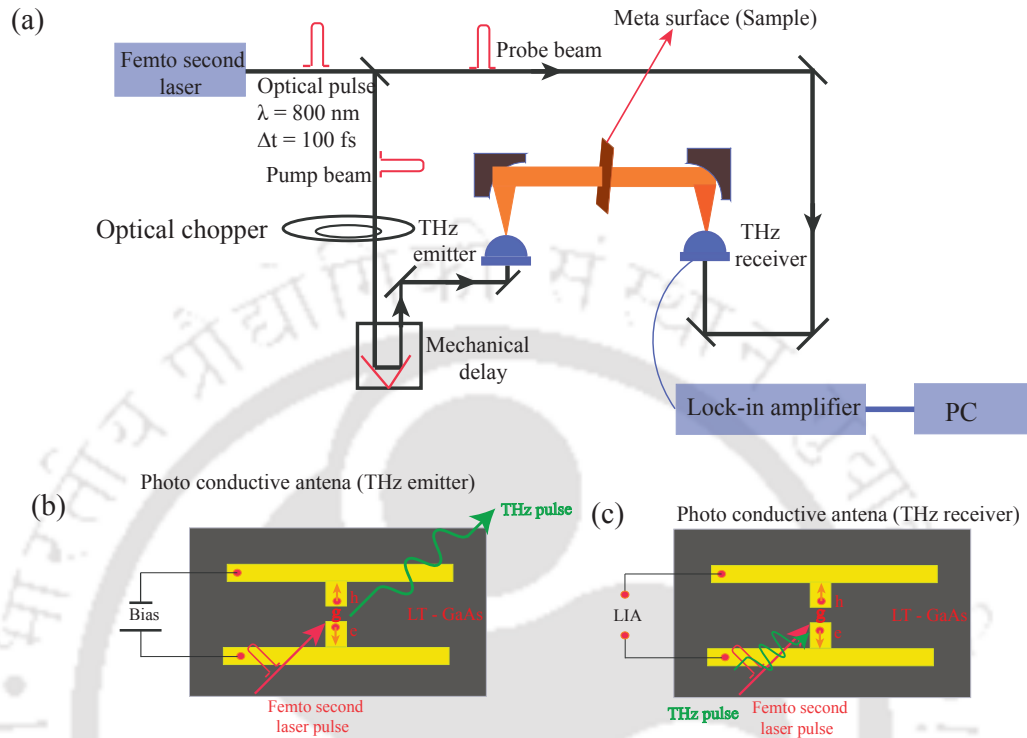 (a)
Meta surface (Sample)
Femto second
laser
Probe beam
Optical pulse
λ = 800 nm
Δt = 100 fs
Pump beam
Optical chopper
THz
emitter
THz
receiver
Mechanical
delay
Lock-in amplifier
PC
Photo conductive antena (THz emitter)
(b)
THz pulse
(c)
Photo conductive antena (THz receiver)
Bias
h
g
e
LT - GaAs
Femto second
laser pulse
LIA
h
g
e
LT - GaAs
THz pulse
Femto second
laser pulse